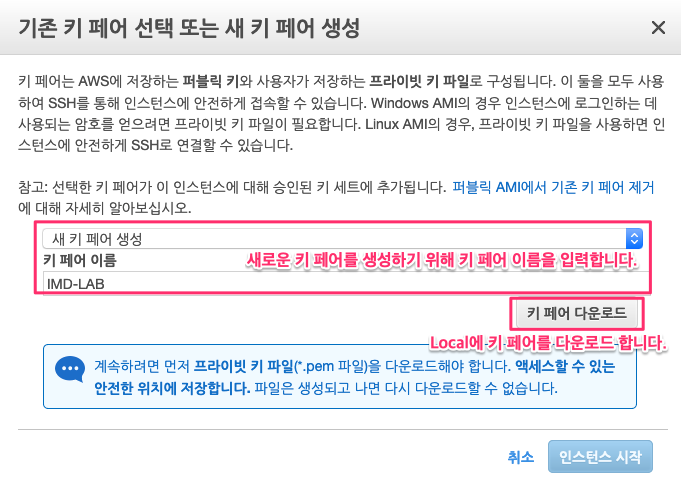 기존 키 페어 선택 또는 새 키 페어 생성
키 페어는 AWS에 저장하는 퍼블릭 키와 사용자가 저장하는 프라이빗 키 파일로 구성됩니다. 이 둘을 모두 사용
하여 SSH를 통해 인스턴스에 안전하게 접속할 수 있습니다. Windows AMI의 경우 인스턴스에 로그인하는 데
사용되는 암호를 얻으려면 프라이빗 키 파일이 필요합니다. Linux AMI의 경우, 프라이빗 키 파일을 사용하면 인
스턴스에 안전하게 SSH로 연결할 수 있습니다.
참고: 선택한 키 페어가 이 인스턴스에 대해 승인된 키 세트에 추가됩니다. 퍼블릭 AMI에서 기존 키 페어 제거
에 대해 자세히 알아보십시오.
새 키 페어 생성
키 페어 이름
새로운 키 페어를 생성하기 위해 키 페어 이름을 입력합니다.
IMD-LAB
키 페어 다운로드
Local에 키 페어를 다운로드 합니다.
계속하려면 먼저 프라이빗 키 파일(*.pem 파일)을 다운로드해야 합니다. 액세스할 수 있는
안전한 위치에 저장합니다. 파일은 생성되고 나면 다시 다운로드할 수 없습니다.
취소
인스턴스 시작